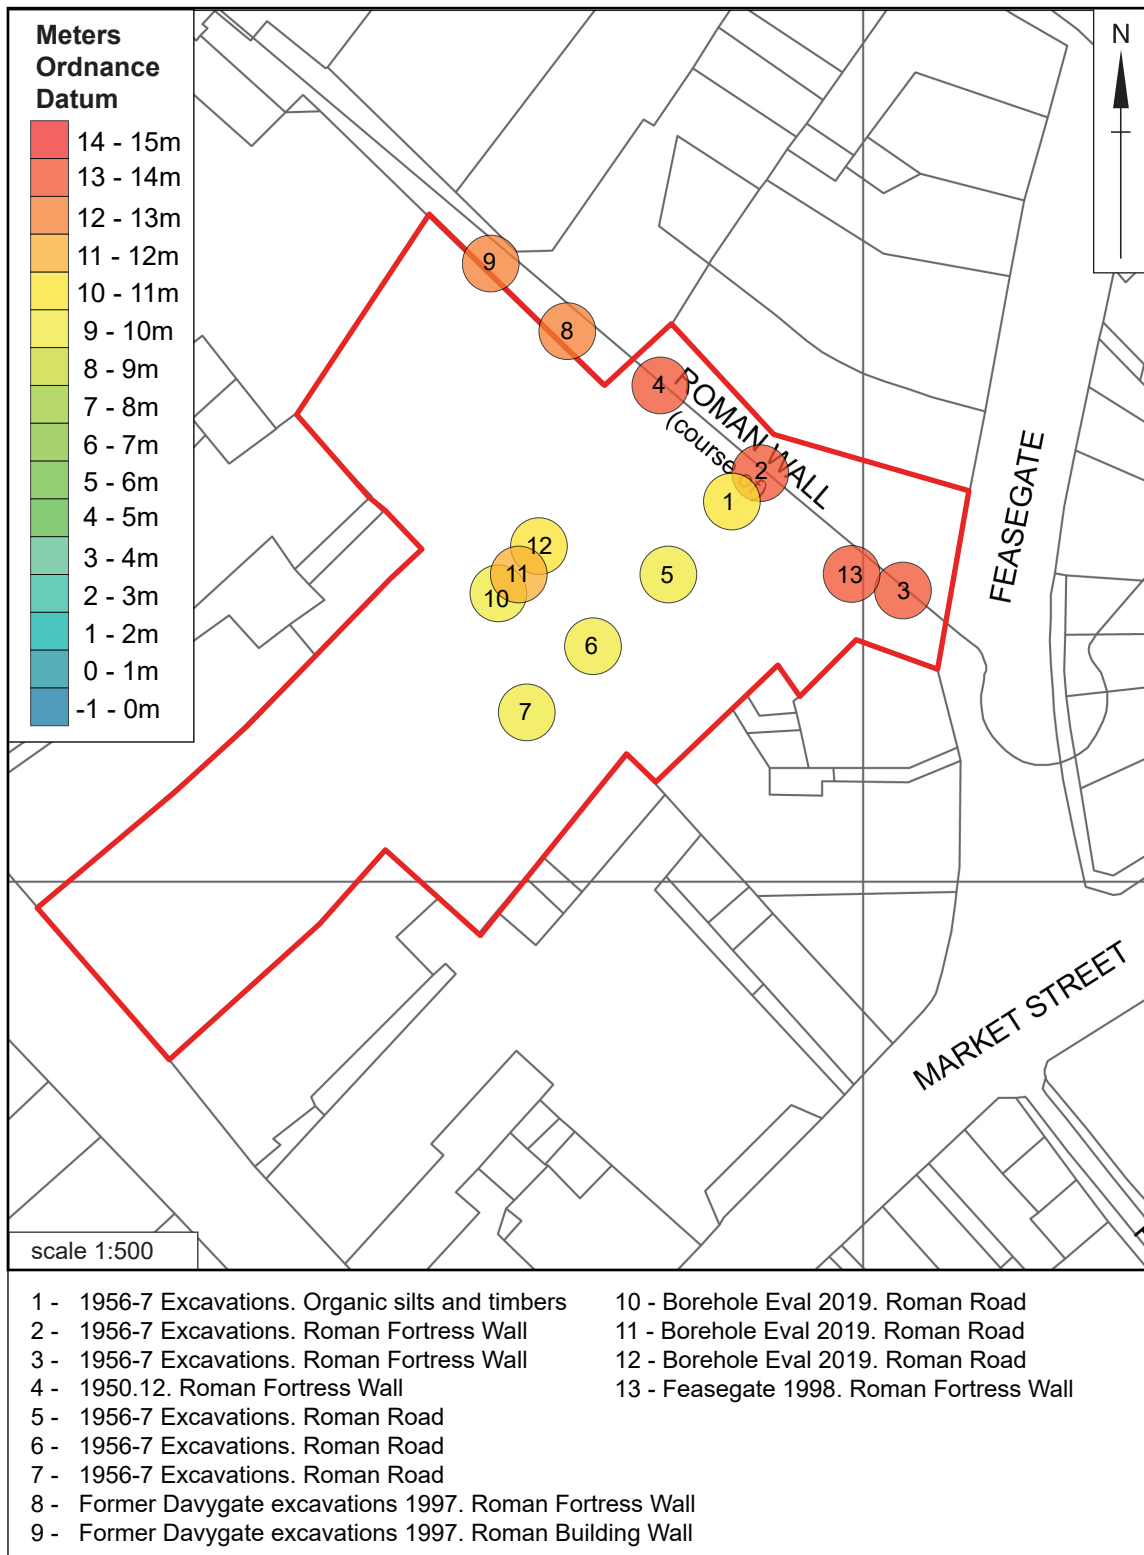 Meters
Ordnance
Datum
14 - 15m
13 - 14m
12 - 13m
11 - 12m
10 - 11m
9 - 10m
8 - 9m
7 - 8m
6 - 7m
5 - 6m
4 - 5m
3 - 4m
2 - 3m
1 - 2m
0 - 1m
-1 - 0m
N
9
8
4
ROMAN WALL
(course of)
2
1
12
11
10
5
13
3
6
7
FEASEGATE
MARKET STREET
scale 1:500
1 - 1956-7 Excavations. Organic silts and timbers
2 - 1956-7 Excavations. Roman Fortress Wall
3 - 1956-7 Excavations. Roman Fortress Wall
4 - 1950.12. Roman Fortress Wall
5 - 1956-7 Excavations. Roman Road
6 - 1956-7 Excavations. Roman Road
7 - 1956-7 Excavations. Roman Road
8 - Former Davygate excavations 1997. Roman Fortress Wall
9 - Former Davygate excavations 1997. Roman Building Wall
10 - Borehole Eval 2019. Roman Road
11 - Borehole Eval 2019. Roman Road
12 - Borehole Eval 2019. Roman Road
13 - Feasegate 1998. Roman Fortress Wall